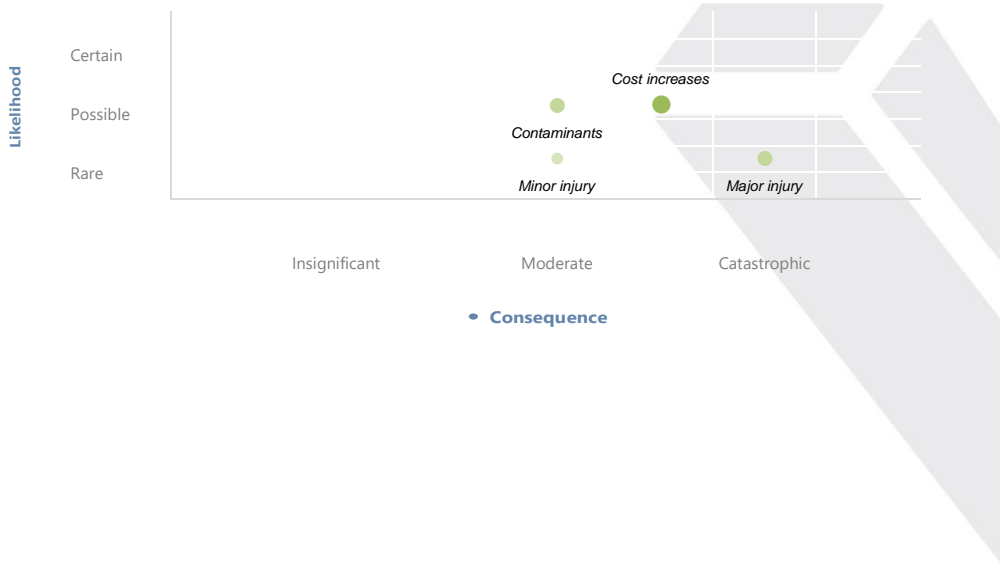 Likelihood
Certain
Possible
Rare
Cost increases
Contaminants
Minor injury
Major injury
Insignificant
Moderate
Catastrophic
• Consequence